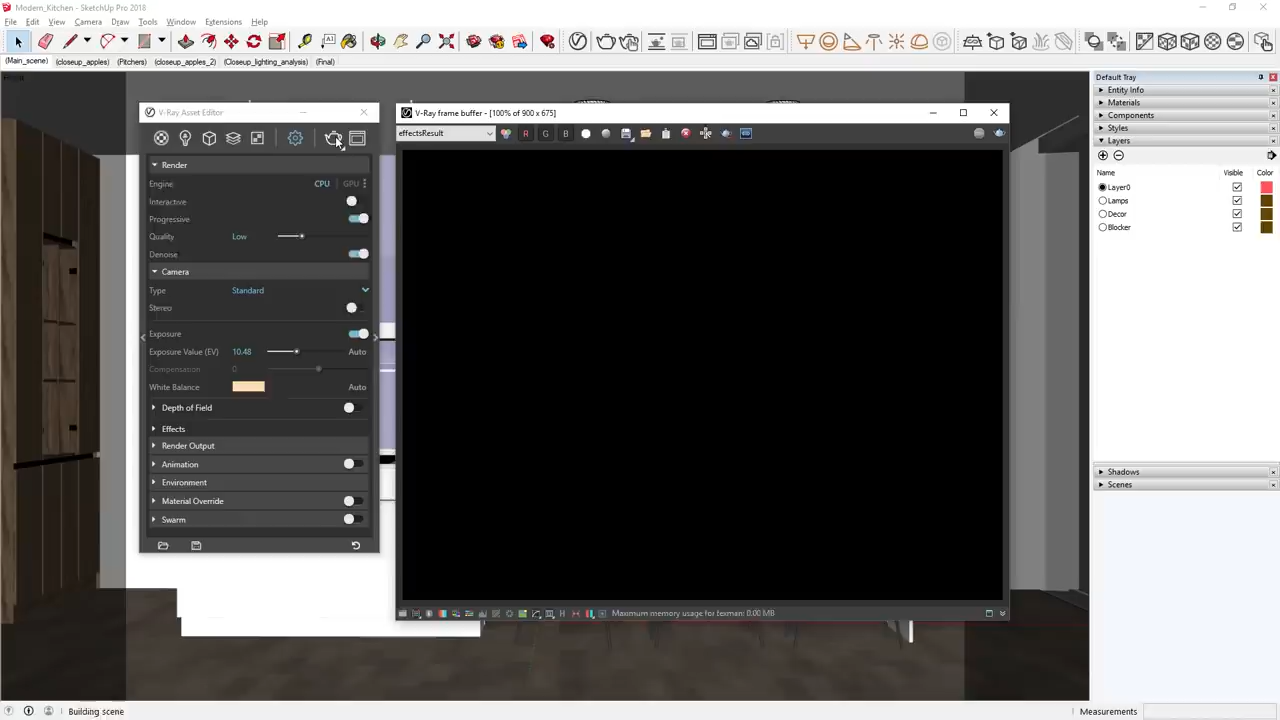 Modern_Kitchen - SketchUp Pro 2018
File Edit View Camera Draw Tools Window Extensions Help
(Main_scene) (closeup_apples) (Pitchers) (closeup_apples_2) (Closeup_lighting_analysis) (Final)
V-Ray Asset Editor
Render
Engine CPU GPU
Interactive
Progressive
Quality Low
Denoise
Camera
Type Standard
Stereo
Exposure
Exposure Value (EV) 10.48 Auto
Compensation 0
White Balance Auto
Depth of Field
Effects
Render Output
Animation
Environment
Material Override
Swarm
V-Ray frame buffer - [100% of 900 x 675]
effectsResult R G B
Maximum memory usage for texman: 0.00 MB
Default Tray
Entity Info
Materials
Components
Styles
Layers
Name Visible Color
Layer0
Lamps
Decor
Blocker
Shadows
Scenes
Building scene
Measurements